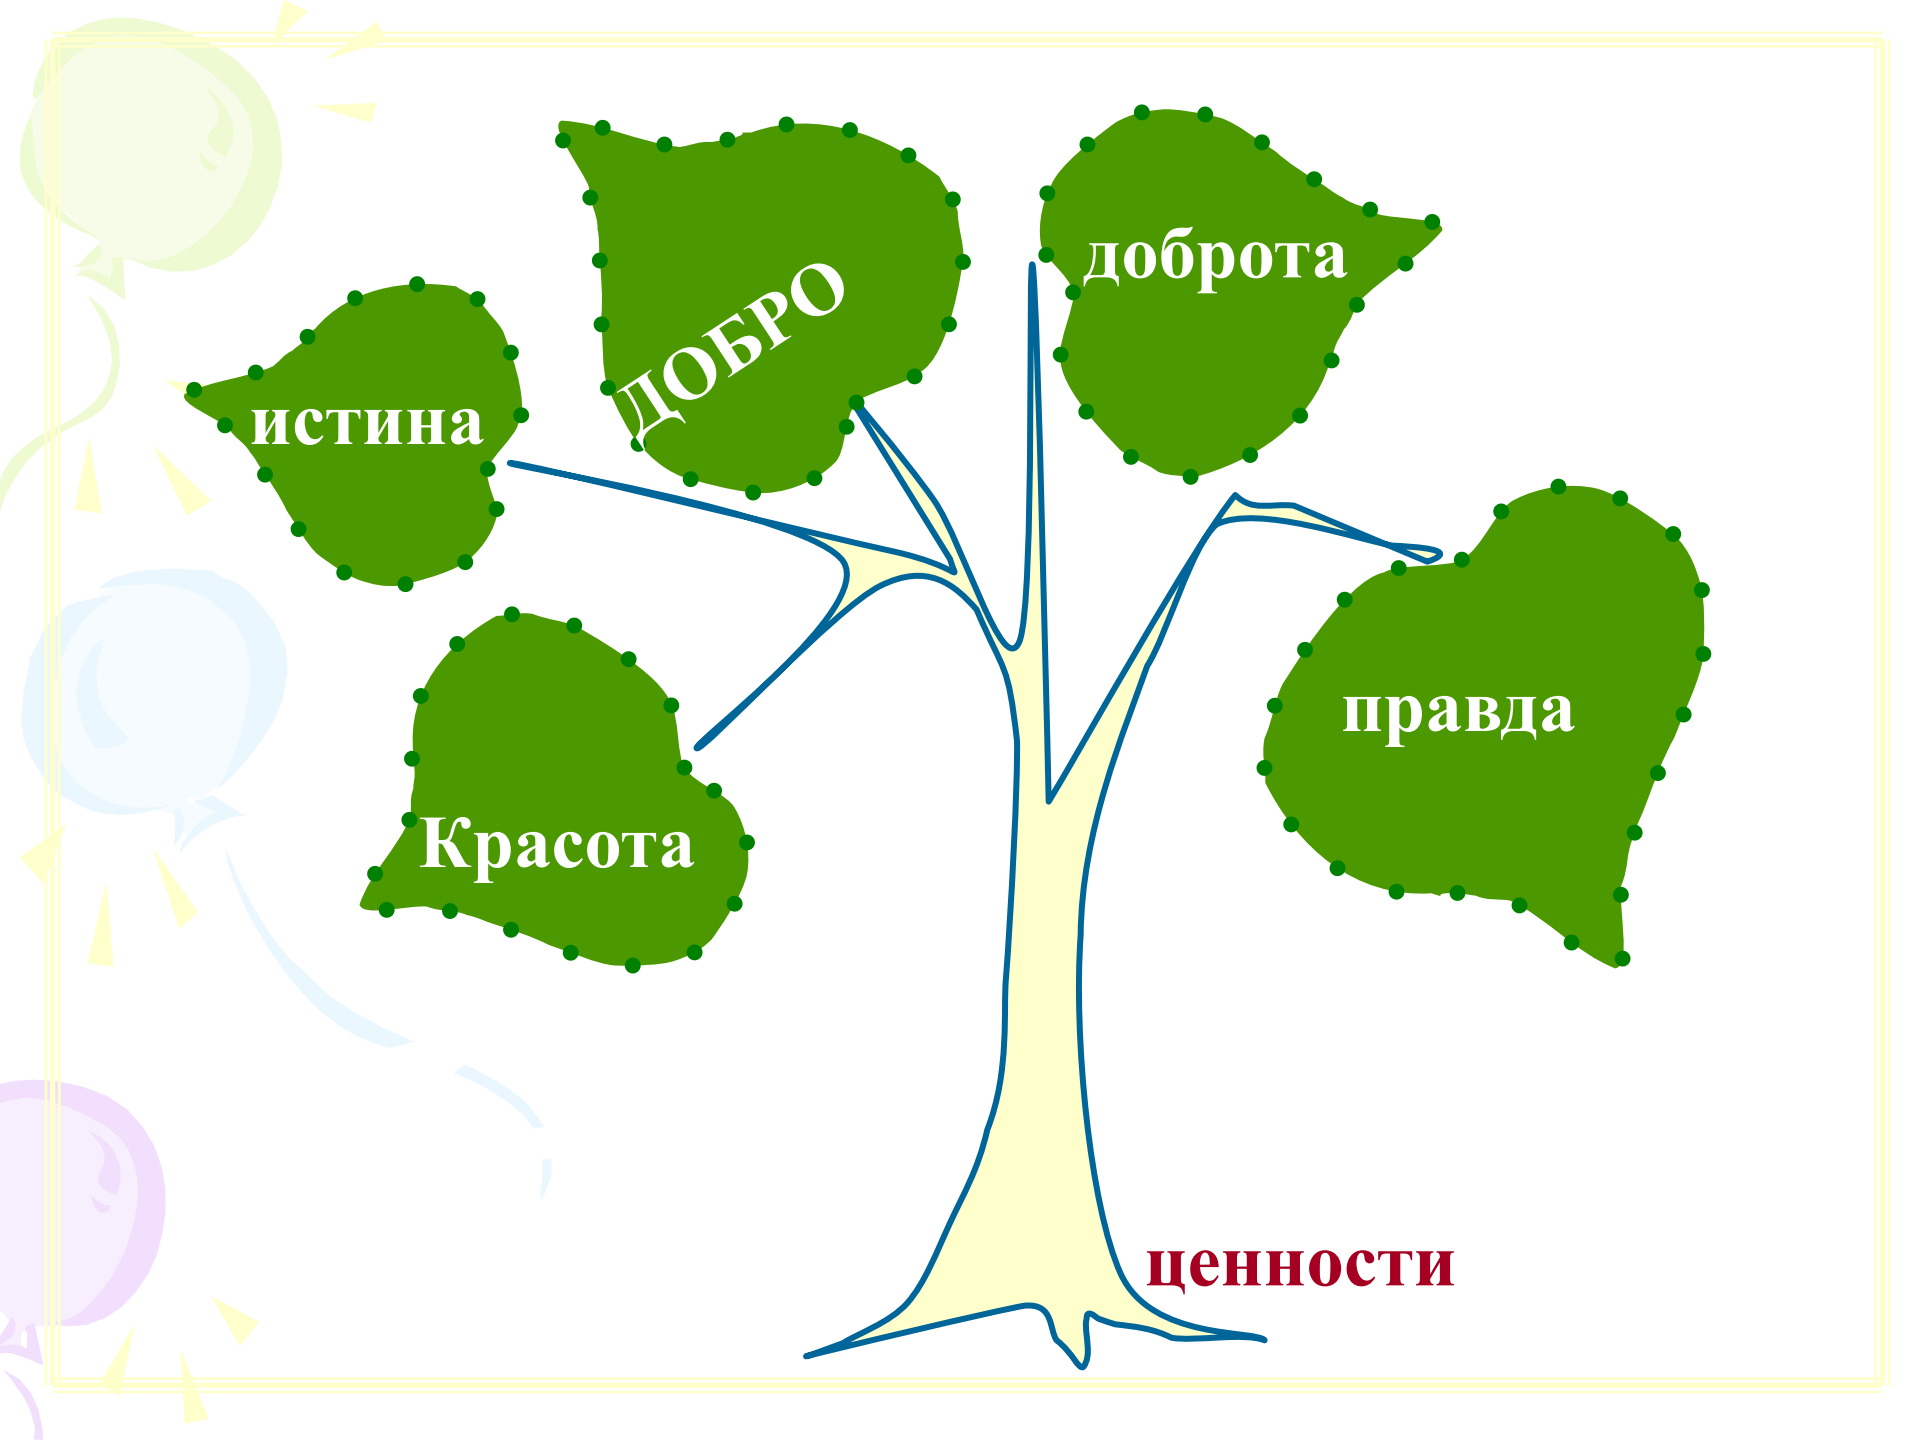 доброта
ДОБРО
истина
правда
Красота
ценности